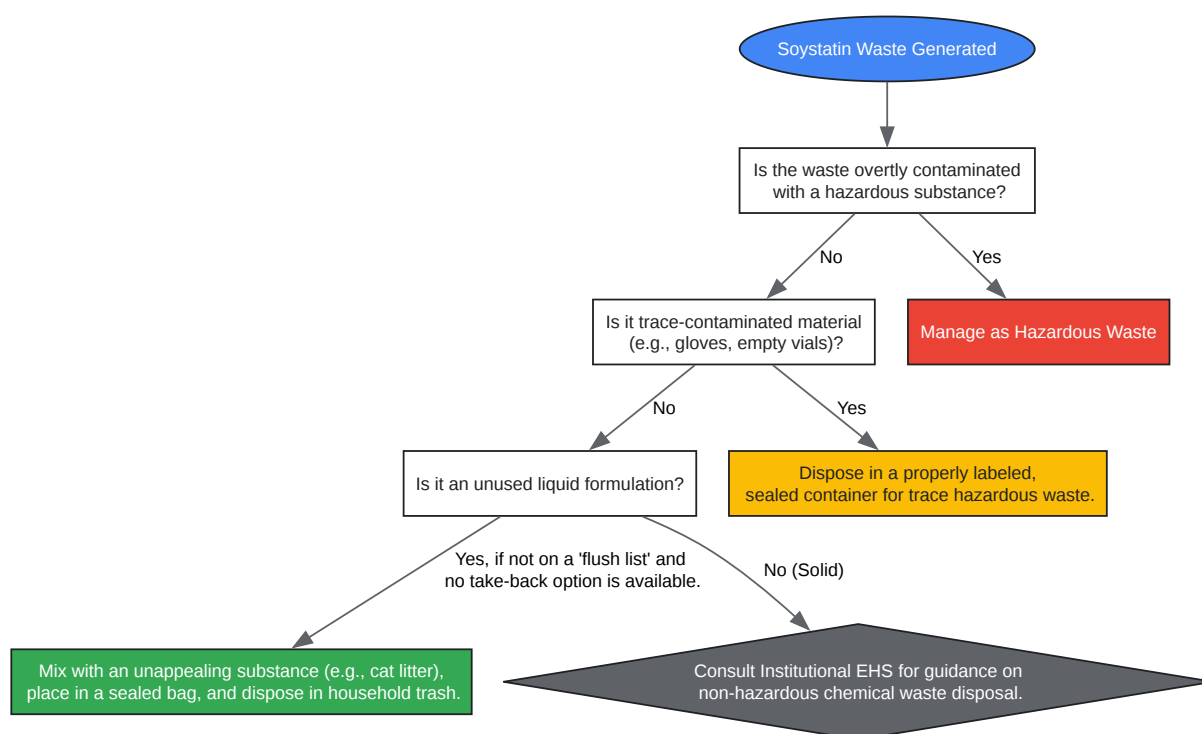 Soystatin Waste Generated
Is the waste overtly contaminated
with a hazardous substance?
No
Yes
Is it trace-contaminated material
(e.g., gloves, empty vials)?
Manage as Hazardous Waste
No
Yes
Is it an unused liquid formulation?
Dispose in a properly labeled,
sealed container for trace hazardous waste.
Yes, if not on a 'flush list' and
no take-back option is available.
No (Solid)
Mix with an unappealing substance (e.g., cat litter),
place in a sealed bag, and dispose in household trash.
Consult Institutional EHS for guidance on
non-hazardous chemical waste disposal.